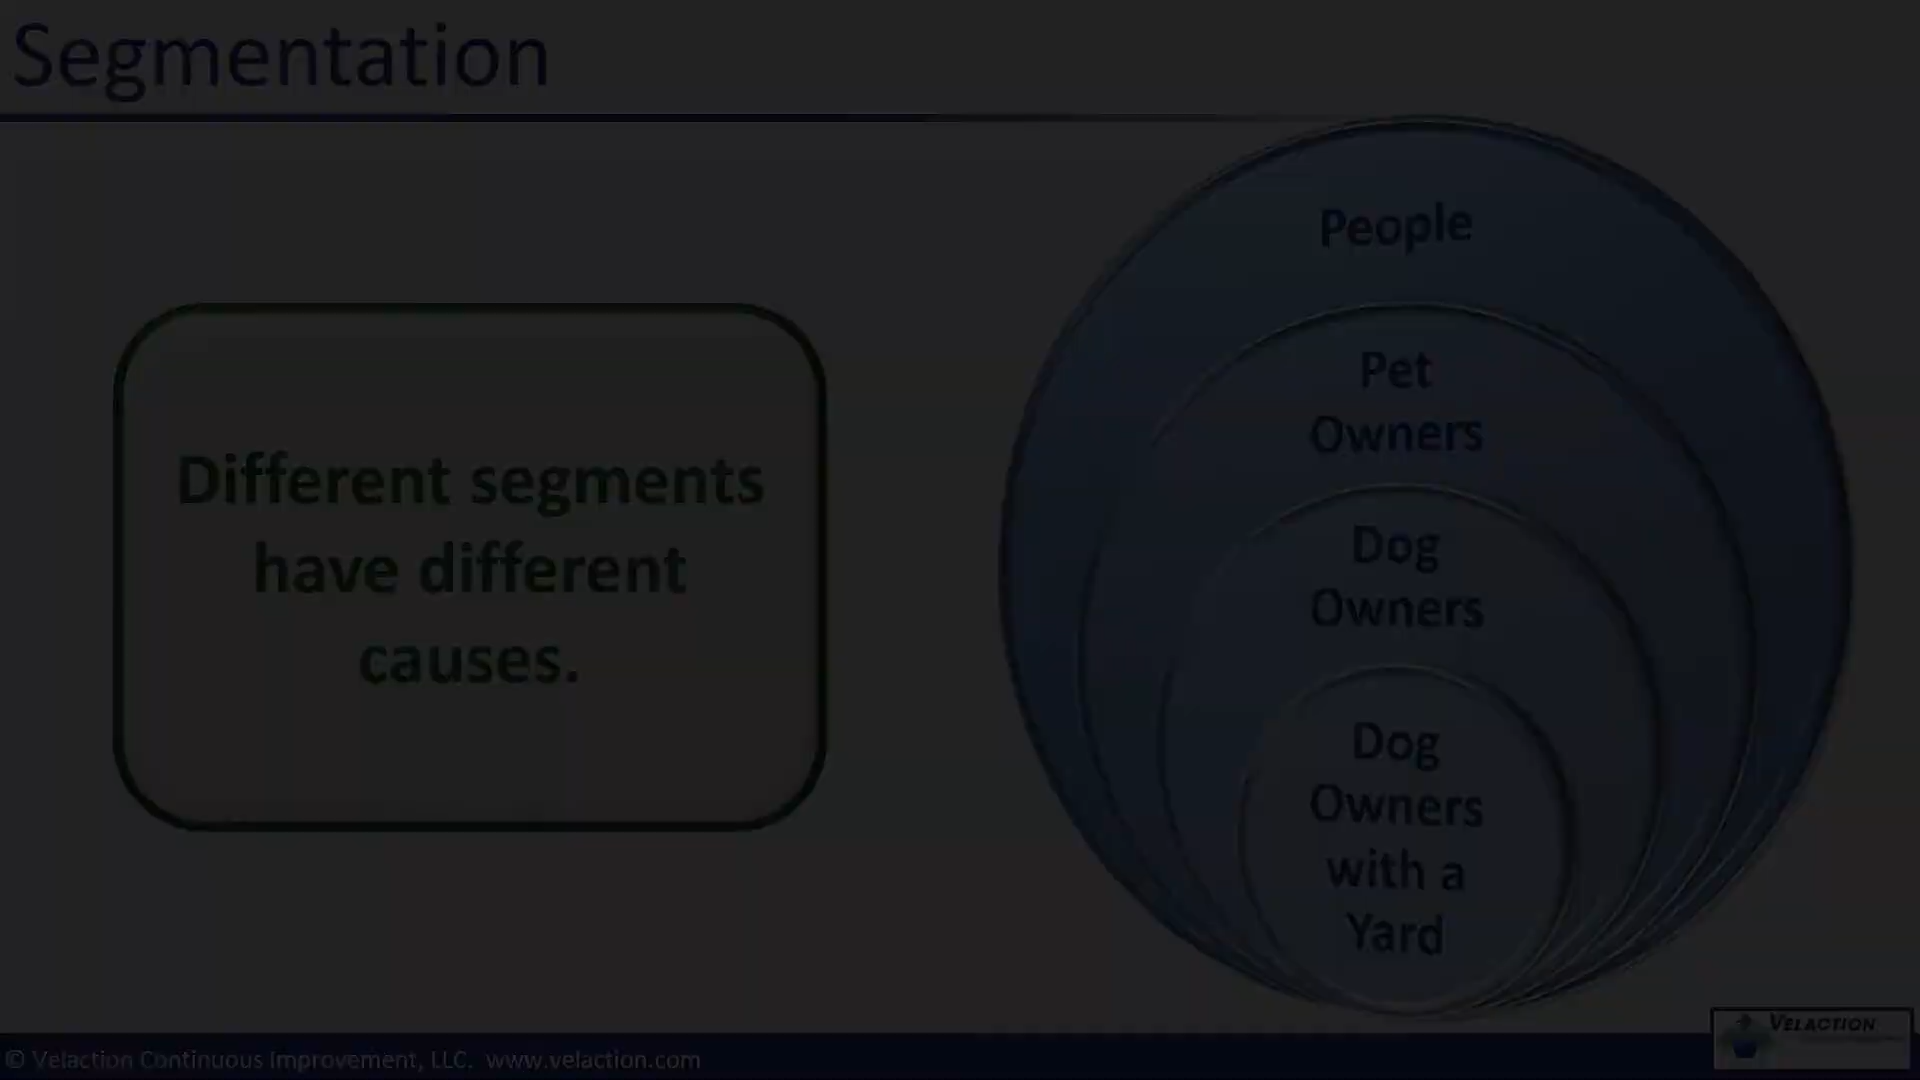 Segmentation
People
Pet
Owners
Different segments
have different
causes.
Dog
Owners
Dog
Owners
with a
Yard
© Velaction Continuous Improvement, LLC. www.velaction.com
VELACTION